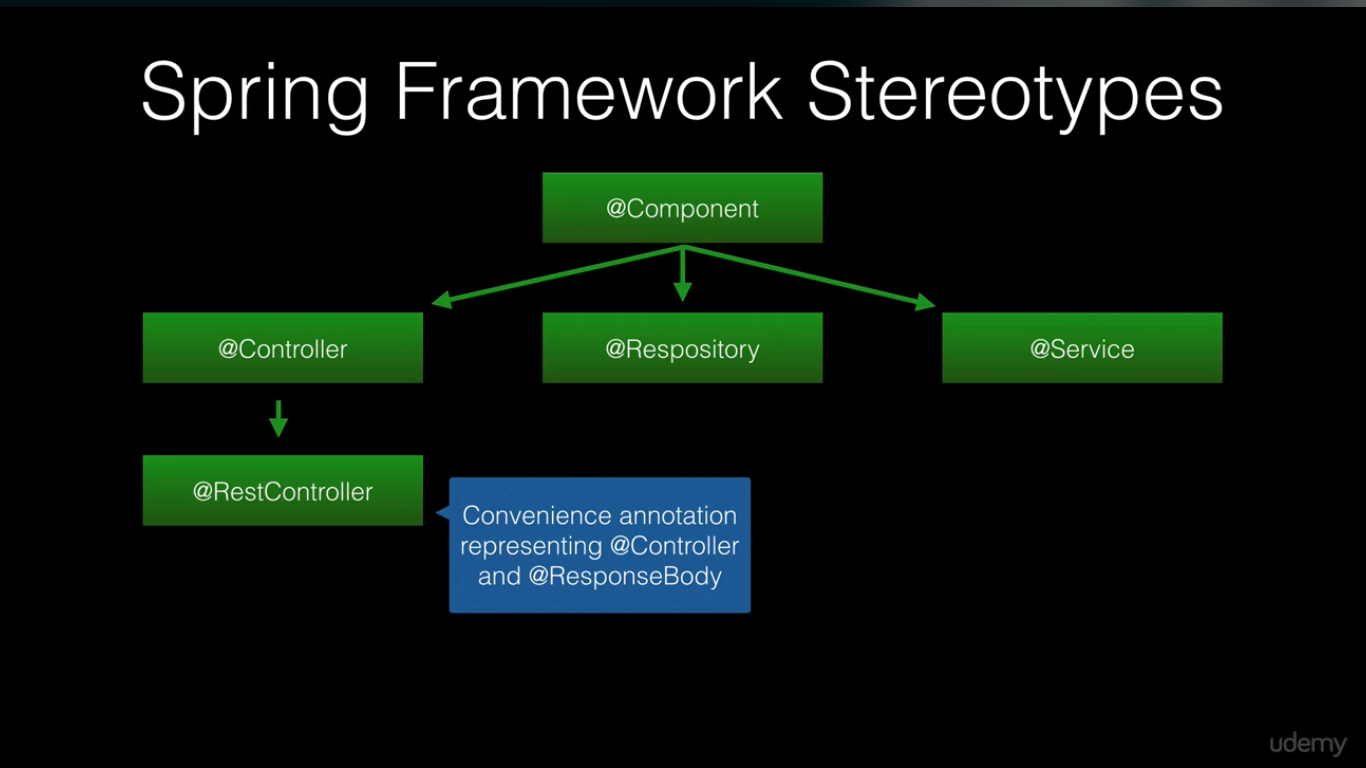 Spring Framework Stereotypes
@Component
@Controller
@Respository
@Service
@RestController
Convenience annotation
representing @Controller
and @ResponseBody
udemy